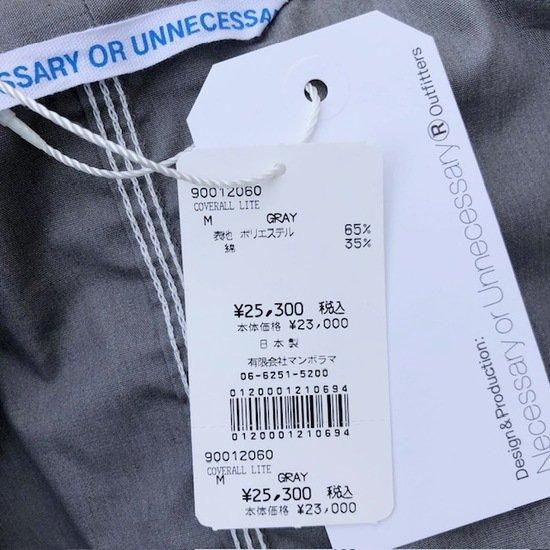 SSARY OR UNNECESSA
90012060
COVERALL LITE
M GRAY
表地 ポリエステル 65%
綿 35%
¥25,300 税込
本体価格 ¥23,000
日本製
有限会社マンボラマ
06-6251-5200
0120001210694
0120001210694
90012060
COVERALL LITE
M GRAY
¥25,300 税込
本体価格 ¥23,000
Design&Production:
Necessary or Unnecessary® Outfitters